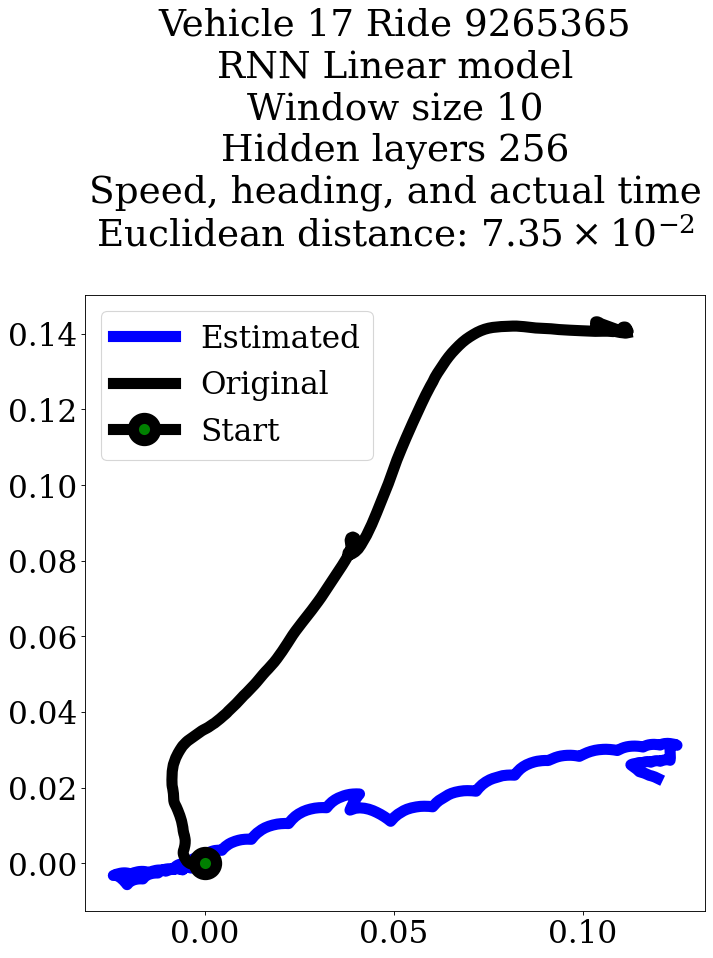 Vehicle 17 Ride 9265365
RNN Linear model
Window size 10
Hidden layers 256
Speed, heading, and actual time
Euclidean distance: 7.35 × 10⁻²
Estimated
Original
Start
0.14
0.12
0.10
0.08
0.06
0.04
0.02
0.00
0.00 0.05 0.10